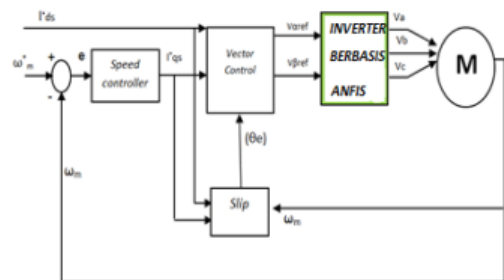 I*ds
ω*m
+
e
-
Speed
controller
I*qs
Vector
Control
Vαref
Vβref
INVERTER
BERBASIS
ANFIS
Va
Vb
Vc
M
(θe)
Slip
ωm
ωm